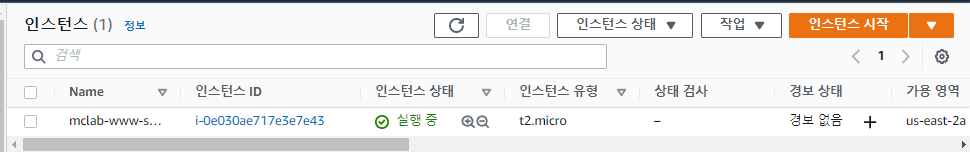 인스턴스 (1) 정보 연결 인스턴스 상태 작업 인스턴스 시작
검색 1
Name 인스턴스 ID 인스턴스 상태 인스턴스 유형 상태 검사 경보 상태 가용 영역
mclab-www-s... i-0e030ae717e3e7e43 실행 중 t2.micro – 경보 없음 us-east-2a